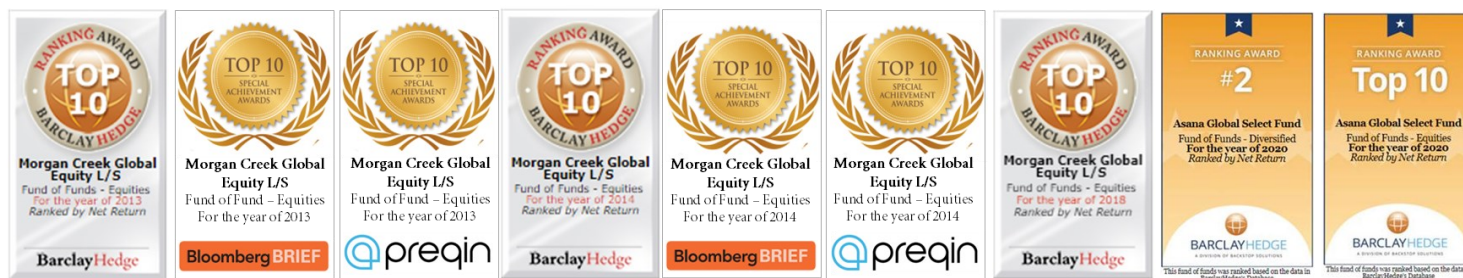 RANKING AWARD
TOP
10
BARCLAY HEDGE
Morgan Creek Global
Equity L/S
Fund of Funds - Equities
For the year of 2013
Ranked by Net Return
BarclayHedge
TOP 10
SPECIAL
ACHIEVEMENT
AWARDS
Morgan Creek Global
Equity L/S
Fund of Fund – Equities
For the year of 2013
Bloomberg BRIEF
TOP 10
SPECIAL
ACHIEVEMENT
AWARDS
Morgan Creek Global
Equity L/S
Fund of Fund – Equities
For the year of 2013
preqin
RANKING AWARD
TOP
10
BARCLAY HEDGE
Morgan Creek Global
Equity L/S
Fund of Funds - Equities
For the year of 2014
Ranked by Net Return
BarclayHedge
TOP 10
SPECIAL
ACHIEVEMENT
AWARDS
Morgan Creek Global
Equity L/S
Fund of Fund – Equities
For the year of 2014
Bloomberg BRIEF
TOP 10
SPECIAL
ACHIEVEMENT
AWARDS
Morgan Creek Global
Equity L/S
Fund of Fund – Equities
For the year of 2014
preqin
RANKING AWARD
TOP
10
BARCLAY HEDGE
Morgan Creek Global
Equity L/S
Fund of Funds - Equities
For the year of 2018
Ranked by Net Return
BarclayHedge
RANKING AWARD
#2
Asana Global Select Fund
Fund of Funds - Diversified
For the year of 2020
Ranked by Net Return
BARCLAYHEDGE
A DIVISION OF BACKSTOP SOLUTIONS
This fund of funds was ranked based on the data in
BarclayHedge's Database
RANKING AWARD
Top 10
Asana Global Select Fund
Fund of Funds - Equities
For the year of 2020
Ranked by Net Return
BARCLAYHEDGE
A DIVISION OF BACKSTOP SOLUTIONS
This fund of funds was ranked based on the data
BarclayHedge's Database